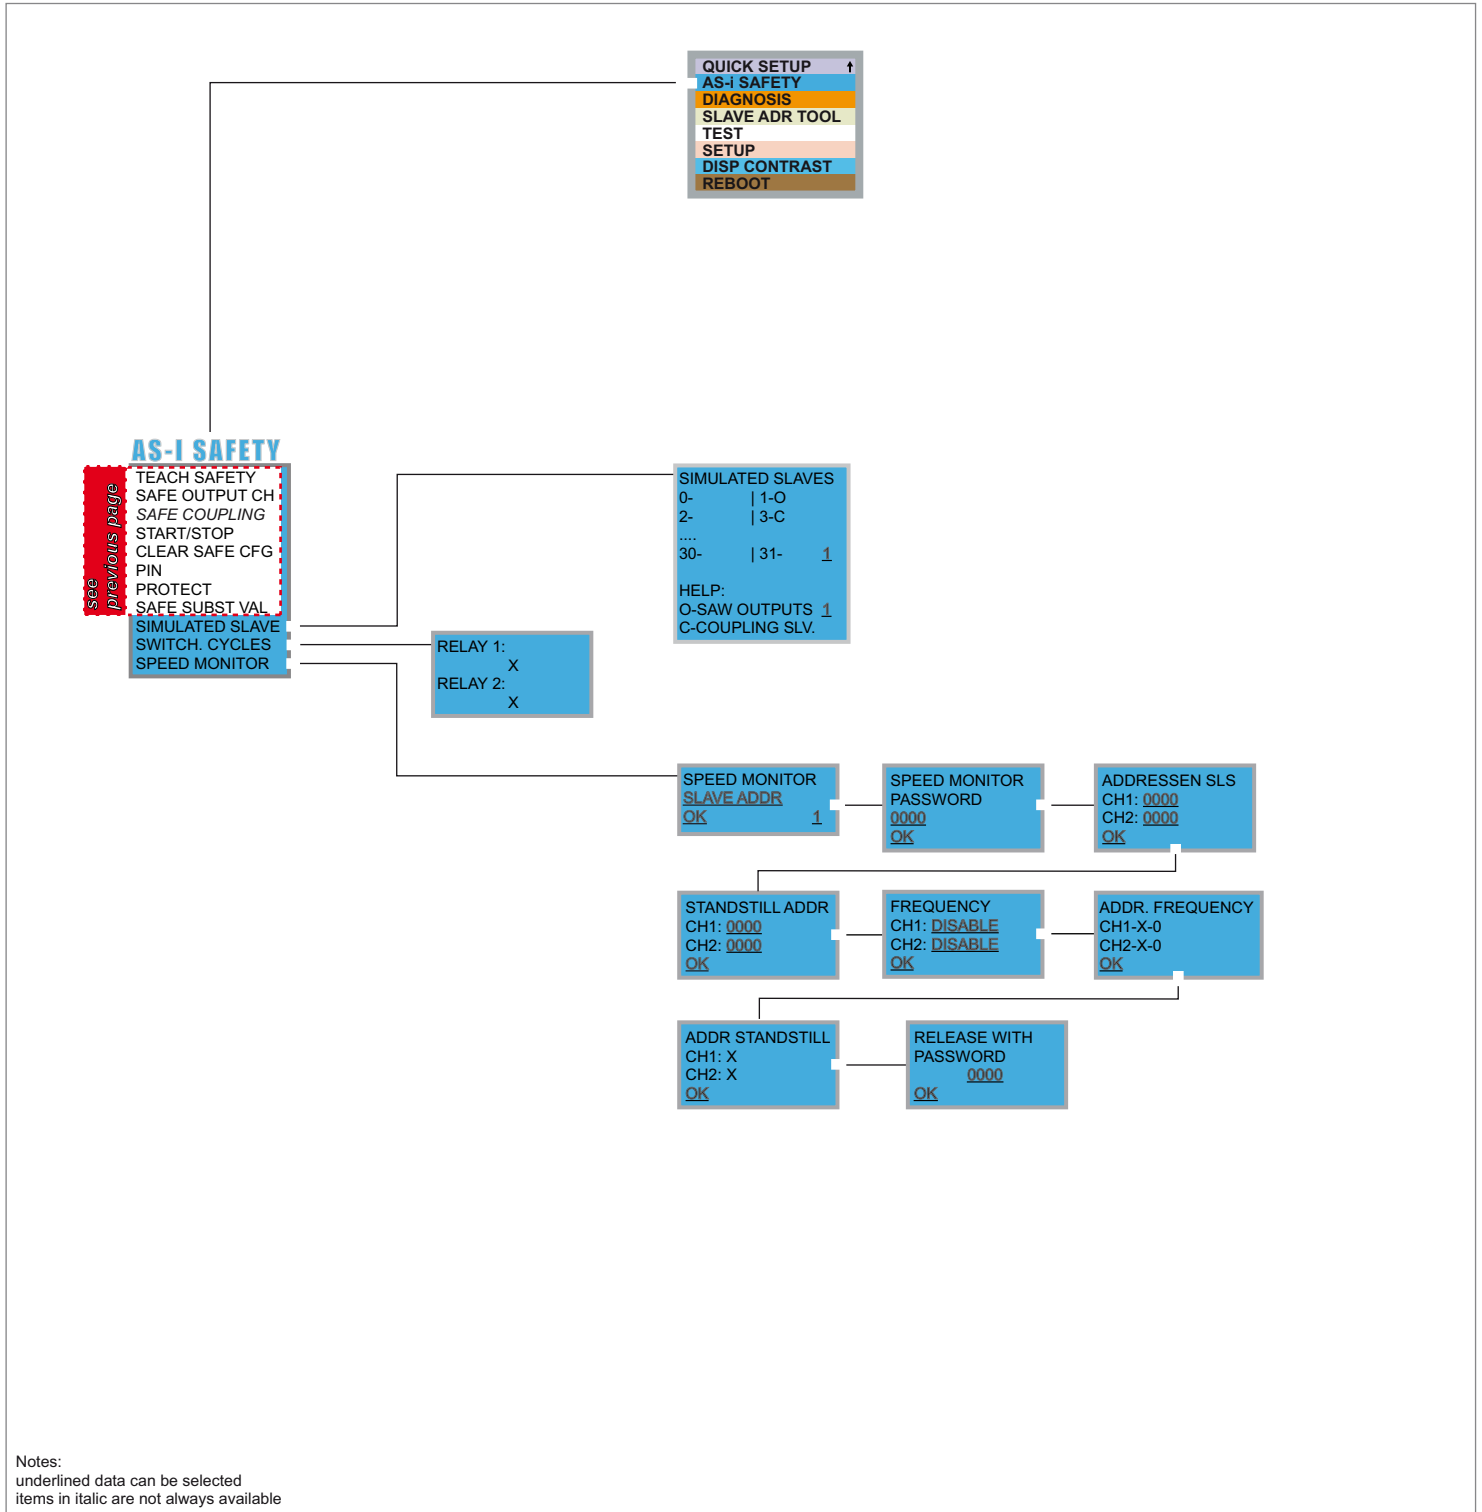 QUICK SETUP ↑
AS-i SAFETY
DIAGNOSIS
SLAVE ADR TOOL
TEST
SETUP
DISP CONTRAST
REBOOT
AS-I SAFETY
see
previous page
TEACH SAFETY
SAFE OUTPUT CH
SAFE COUPLING
START/STOP
CLEAR SAFE CFG
PIN
PROTECT
SAFE SUBST VAL
SIMULATED SLAVE
SWITCH. CYCLES
SPEED MONITOR
SIMULATED SLAVES
0- | 1-O
2- | 3-C
....
30- | 31- 1
HELP:
O-SAW OUTPUTS 1
C-COUPLING SLV.
RELAY 1:
X
RELAY 2:
X
SPEED MONITOR
SLAVE ADDR
OK 1
SPEED MONITOR
PASSWORD
0000
OK
ADDRESSEN SLS
CH1: 0000
CH2: 0000
OK
STANDSTILL ADDR
CH1: 0000
CH2: 0000
OK
FREQUENCY
CH1: DISABLE
CH2: DISABLE
OK
ADDR. FREQUENCY
CH1-X-0
CH2-X-0
OK
ADDR STANDSTILL
CH1: X
CH2: X
OK
RELEASE WITH
PASSWORD
0000
OK
Notes:
underlined data can be selected
items in italic are not always available